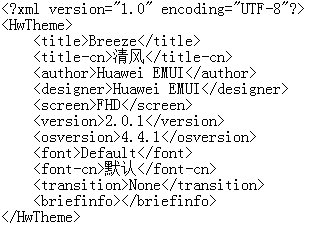 <?xml version="1.0" encoding="UTF-8"?>
<HwTheme>
    <title>Breeze</title>
    <title-cn>清风</title-cn>
    <author>Huawei EMUI</author>
    <designer>Huawei EMUI</designer>
    <screen>FHD</screen>
    <version>2.0.1</version>
    <osversion>4.4.1</osversion>
    <font>Default</font>
    <font-cn>默认</font-cn>
    <transition>None</transition>
    <briefinfo></briefinfo>
</HwTheme>